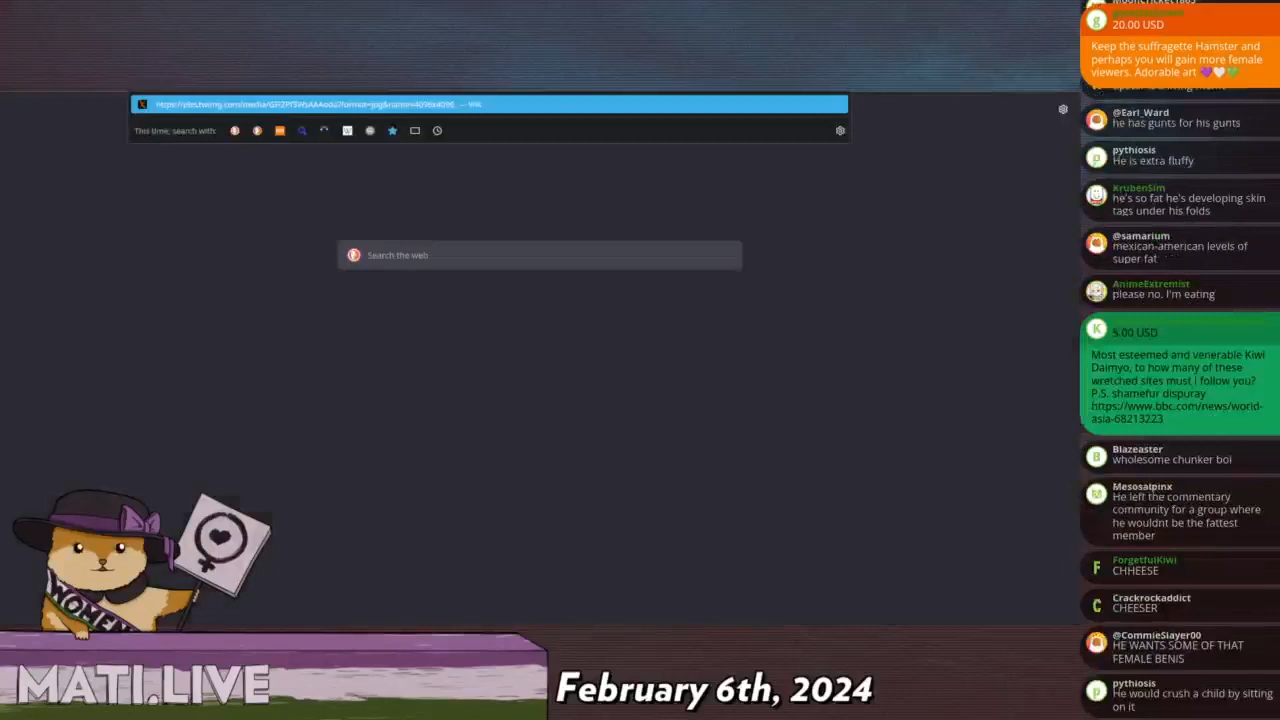 This time, search with:
Search the web
WOMEN
MATI.LIVE
February 6th, 2024
20.00 USD
Keep the suffragette Hamster and
perhaps you will gain more female
viewers. Adorable art 💜🤍💚
@Earl_Ward
he has gunts for his gunts
pythiosis
He is extra fluffy
KrubenSim
he's so fat he's developing skin
tags under his folds
@samarium
mexican-american levels of
super fat
AnimeExtremist
please no. I'm eating
K
5.00 USD
Most esteemed and venerable Kiwi
Daimyo, to how many of these
wretched sites must i follow you?
P.S. shamefur dispuray
https://www.bbc.com/news/world-
asia-68213223
B
Blazeaster
wholesome chunker boi
Mesosalpinx
He left the commentary
community for a group where
he wouldnt be the fattest
member
F
ForgetfulKiwi
CHHEESE
C
Crackrockaddict
CHEESER
@CommieSlayer00
HE WANTS SOME OF THAT
FEMALE BENIS
p
pythiosis
He would crush a child by sitting
on it